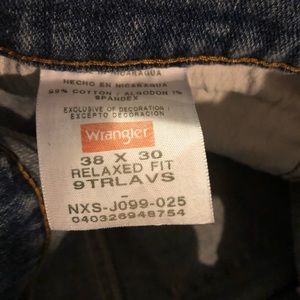 NICARAGUA
HECHO EN NICARAGUA
99% COTTON / ALGODON 1%
SPANDEX
EXCLUSIVE OF DECORATION /
EXCEPTO DECORACION
Wrangler
38 X 30
RELAXED FIT
9TRLAVS
-
NXS-J099-025
040326948754